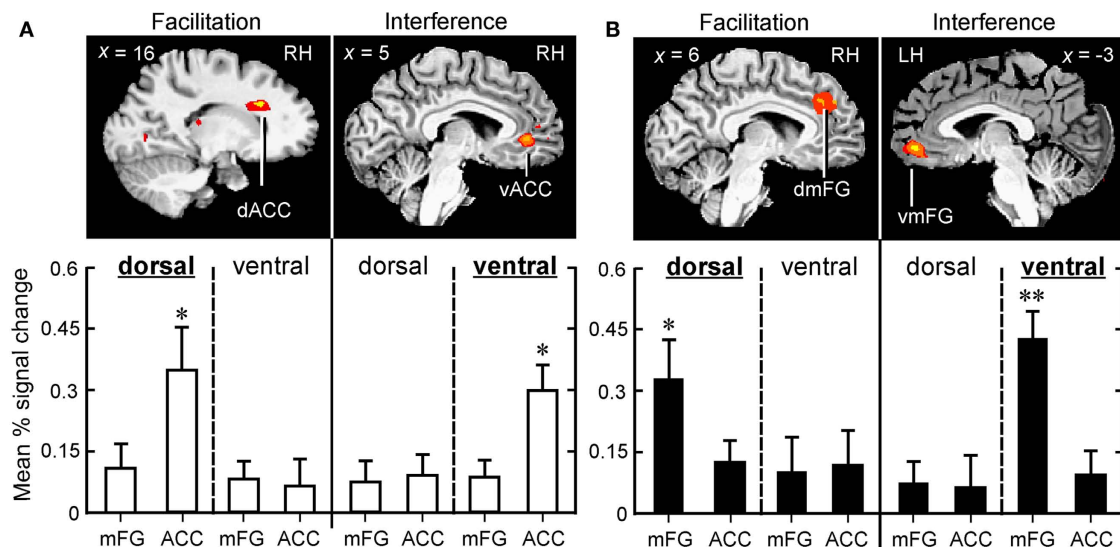 A
Facilitation
Interference
x = 16
RH
x = 5
RH
dACC
vACC
B
Facilitation
Interference
x = 6
RH
LH
x = -3
dmFG
vmFG
Mean % signal change
0.6
0.45
0.3
0.15
0
dorsal
ventral
dorsal
ventral
*
*
mFG ACC mFG ACC mFG ACC mFG ACC
0.6
0.45
0.3
0.15
0
dorsal
ventral
dorsal
ventral
*
**
mFG ACC mFG ACC mFG ACC mFG ACC